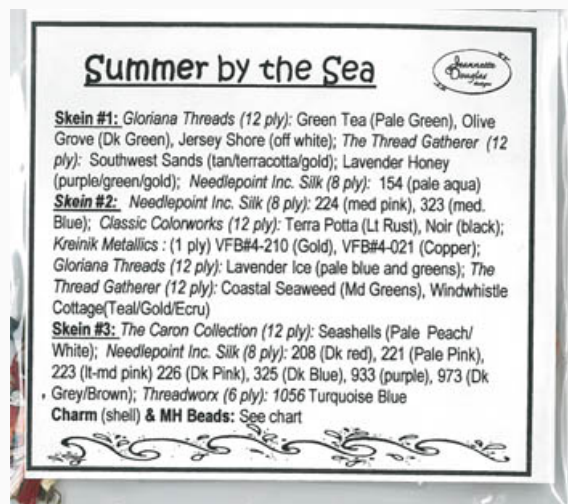 Summer by the Sea
Jeannette
Douglas
designs
Skein #1: Gloriana Threads (12 ply): Green Tea (Pale Green), Olive
Grove (Dk Green), Jersey Shore (off white); The Thread Gatherer (12
ply): Southwest Sands (tan/terracotta/gold); Lavender Honey
(purple/green/gold); Needlepoint Inc. Silk (8 ply): 154 (pale aqua)
Skein #2: Needlepoint Inc. Silk (8 ply): 224 (med pink), 323 (med.
Blue); Classic Colorworks (12 ply): Terra Potta (Lt Rust), Noir (black);
Kreinik Metallics : (1 ply) VFB#4-210 (Gold), VFB#4-021 (Copper);
Gloriana Threads (12 ply): Lavender Ice (pale blue and greens); The
Thread Gatherer (12 ply): Coastal Seaweed (Md Greens), Windwhistle
Cottage(Teal/Gold/Ecru)
Skein #3: The Caron Collection (12 ply): Seashells (Pale Peach/
White); Needlepoint Inc. Silk (8 ply): 208 (Dk red), 221 (Pale Pink),
223 (lt-md pink) 226 (Dk Pink), 325 (Dk Blue), 933 (purple), 973 (Dk
Grey/Brown); Threadworx (6 ply): 1056 Turquoise Blue
Charm (shell) & MH Beads: See chart